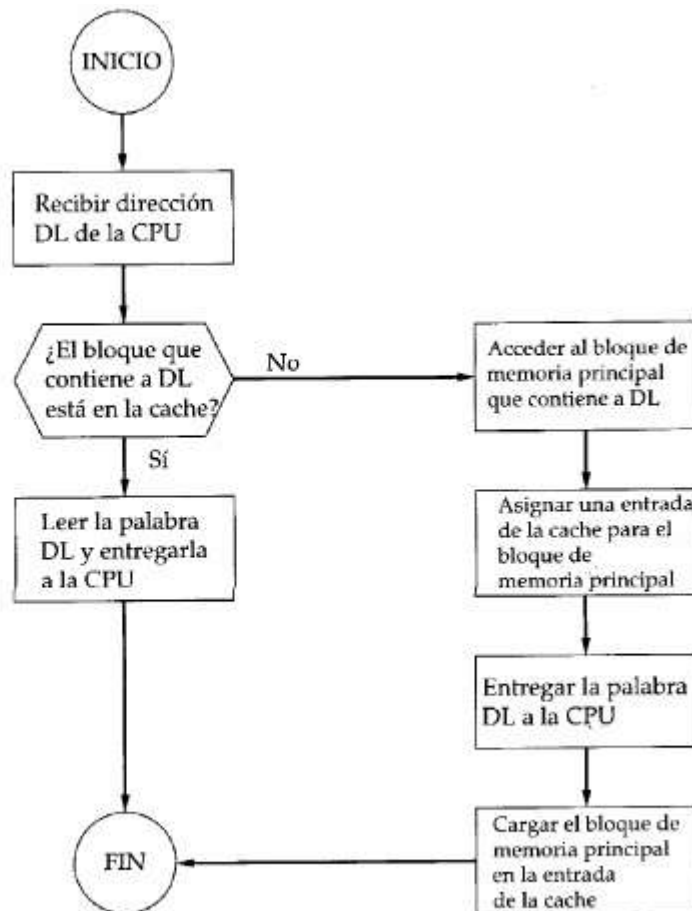 INICIO
Recibir dirección
DL de la CPU
¿El bloque que
contiene a DL
está en la cache?
No
Sí
Leer la palabra
DL y entregarla
a la CPU
FIN
Acceder al bloque de
memoria principal
que contiene a DL
Asignar una entrada
de la cache para el
bloque de
memoria principal
Entregar la palabra
DL a la CPU
Cargar el bloque de
memoria principal
en la entrada
de la cache